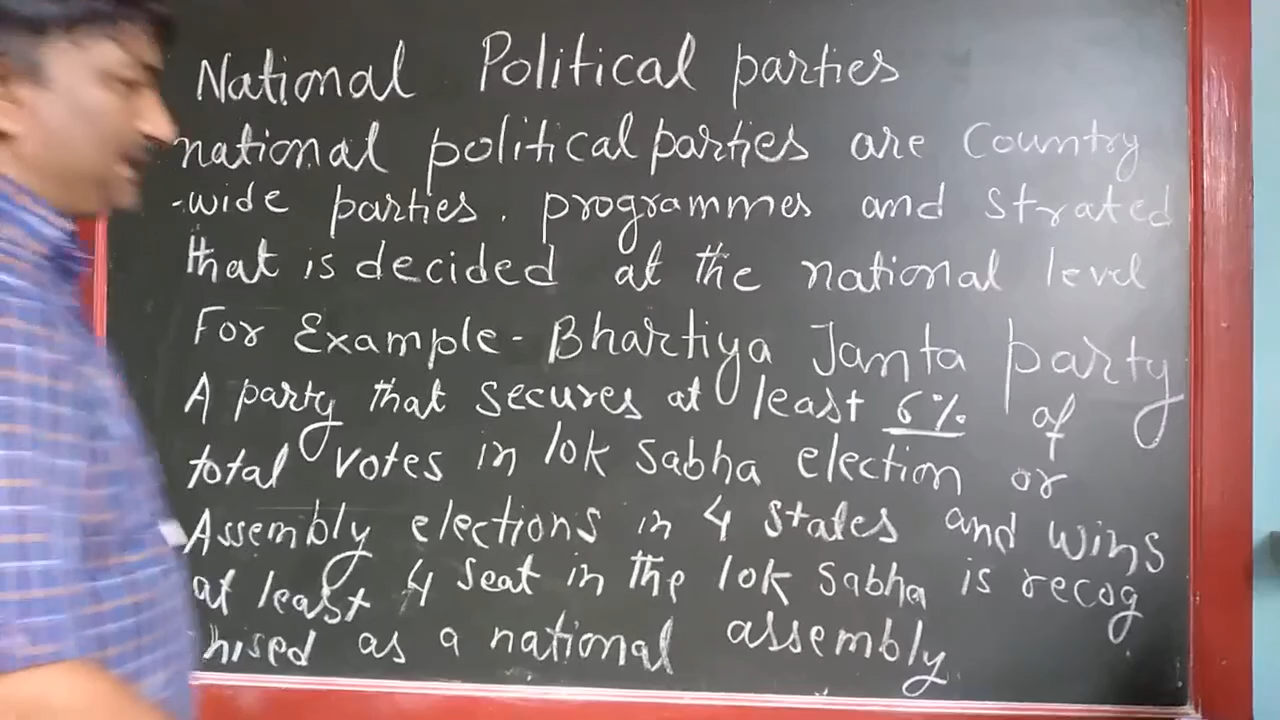 National Political parties
national political parties are Country
-wide parties. programmes and strated
that is decided at the national level
For Example - Bhartiya Janta party
A party that secures at least 6% of
total votes in lok sabha election or
Assembly elections in 4 states and wins
at least 4 seat in the lok sabha is recog
nised as a national assembly